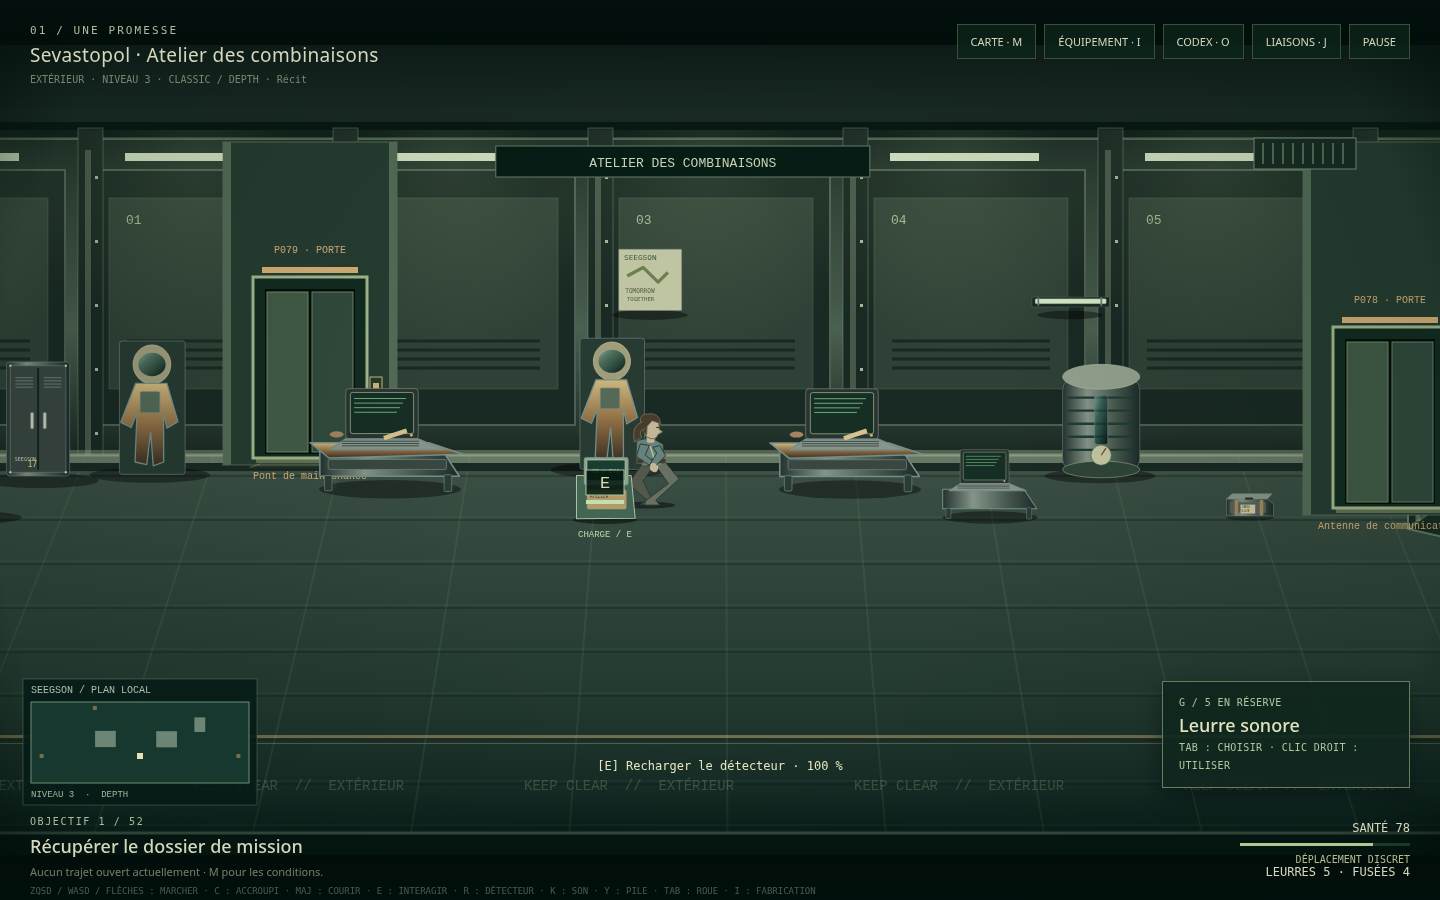 01 / UNE PROMESSE
Sevastopol · Atelier des combinaisons
EXTÉRIEUR · NIVEAU 3 · CLASSIC / DEPTH · Récit
CARTE · M
ÉQUIPEMENT · I
CODEX · O
LIAISONS · J
PAUSE
ATELIER DES COMBINAISONS
01
03
04
05
P079 · PORTE
SEEGSON
TOMORROW
TOGETHER
P078 · PORTE
SEEGSON
17
Pont de
E
CHARGE / E
Antenne de communicat
SEEGSON / PLAN LOCAL
NIVEAU 3 · DEPTH
G / 5 EN RÉSERVE
Leurre sonore
TAB : CHOISIR · CLIC DROIT :
UTILISER
[E] Recharger le détecteur · 100 %
EAR // EXTÉRIEUR
KEEP CLEAR // EXTÉRIEUR
KEEP CLEAR // EXTÉRIEUR
OBJECTIF 1 / 52
Récupérer le dossier de mission
Aucun trajet ouvert actuellement · M pour les conditions.
ZQSD / WASD / FLÈCHES : MARCHER · C : ACCROUPI · MAJ : COURIR · E : INTERAGIR · R : DÉTECTEUR · K : SON · Y : PILE · TAB : ROUE · I : FABRICATION
SANTÉ 78
DÉPLACEMENT DISCRET
LEURRES 5 · FUSÉES 4